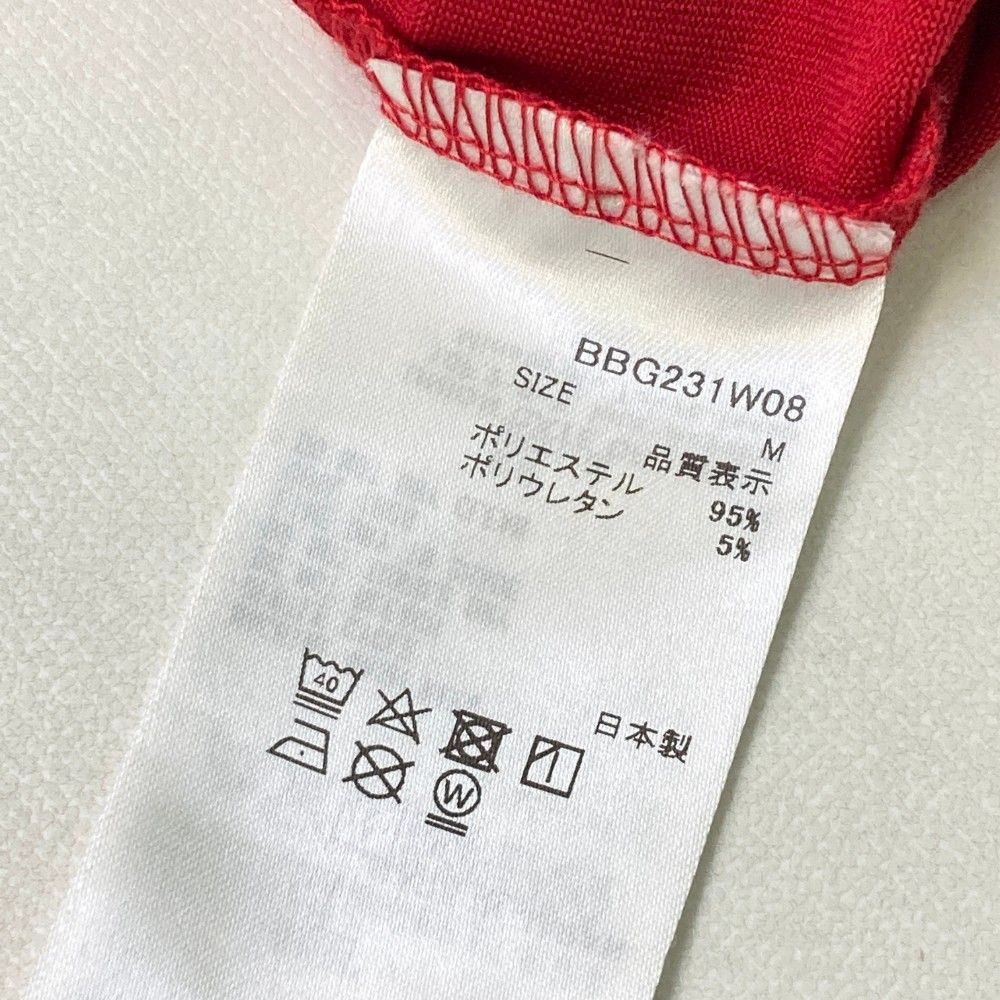 BBG231W08
SIZE M
品質表示
ポリエステル 95%
ポリウレタン 5%
日本製
40
W